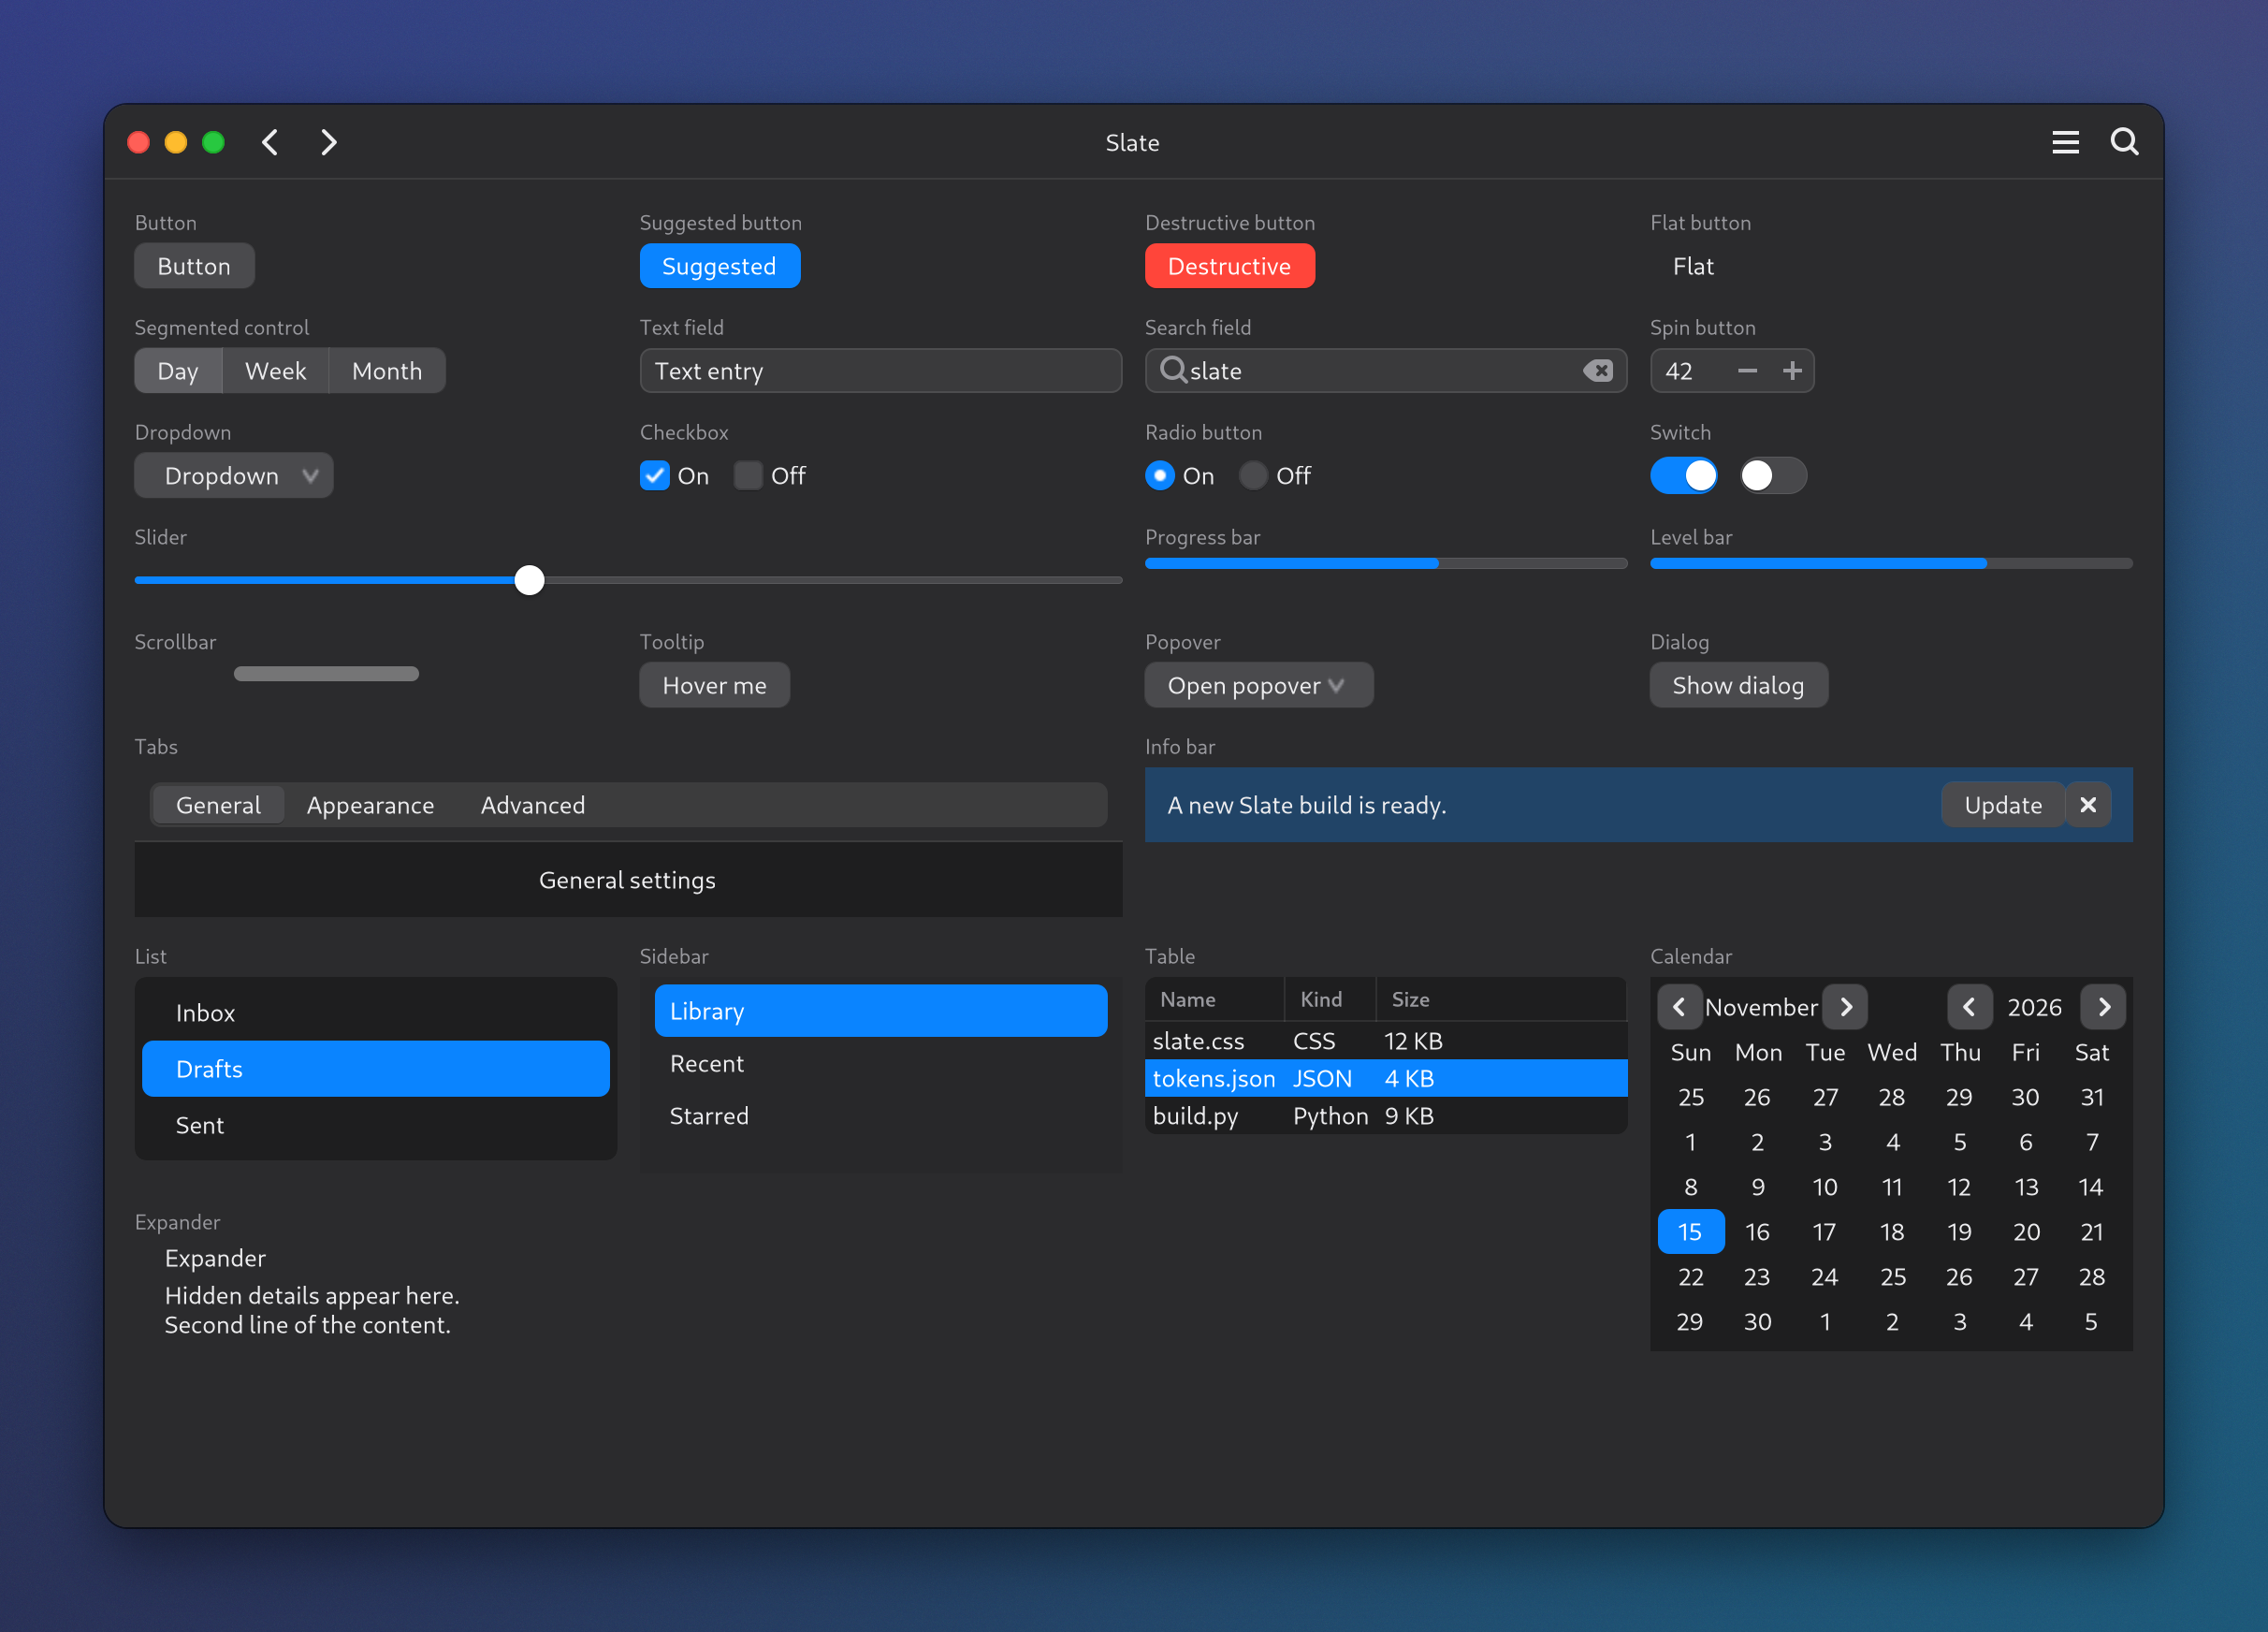 Slate
Button
Suggested button
Destructive button
Flat button
Button
Suggested
Destructive
Flat
Segmented control
Text field
Search field
Spin button
Day Week Month
Text entry
slate
42
Dropdown
Checkbox
Radio button
Switch
Dropdown
On Off
On Off
Slider
Progress bar
Level bar
Scrollbar
Tooltip
Popover
Dialog
Hover me
Open popover
Show dialog
Tabs
Info bar
General Appearance Advanced
A new Slate build is ready.
Update
General settings
List
Inbox
Drafts
Sent
Sidebar
Library
Recent
Starred
Table
Name Kind Size
slate.css CSS 12 KB
tokens.json JSON 4 KB
build.py Python 9 KB
Calendar
November 2026
Sun Mon Tue Wed Thu Fri Sat
25 26 27 28 29 30 31
1 2 3 4 5 6 7
8 9 10 11 12 13 14
15 16 17 18 19 20 21
22 23 24 25 26 27 28
29 30 1 2 3 4 5
Expander
Expander
Hidden details appear here.
Second line of the content.